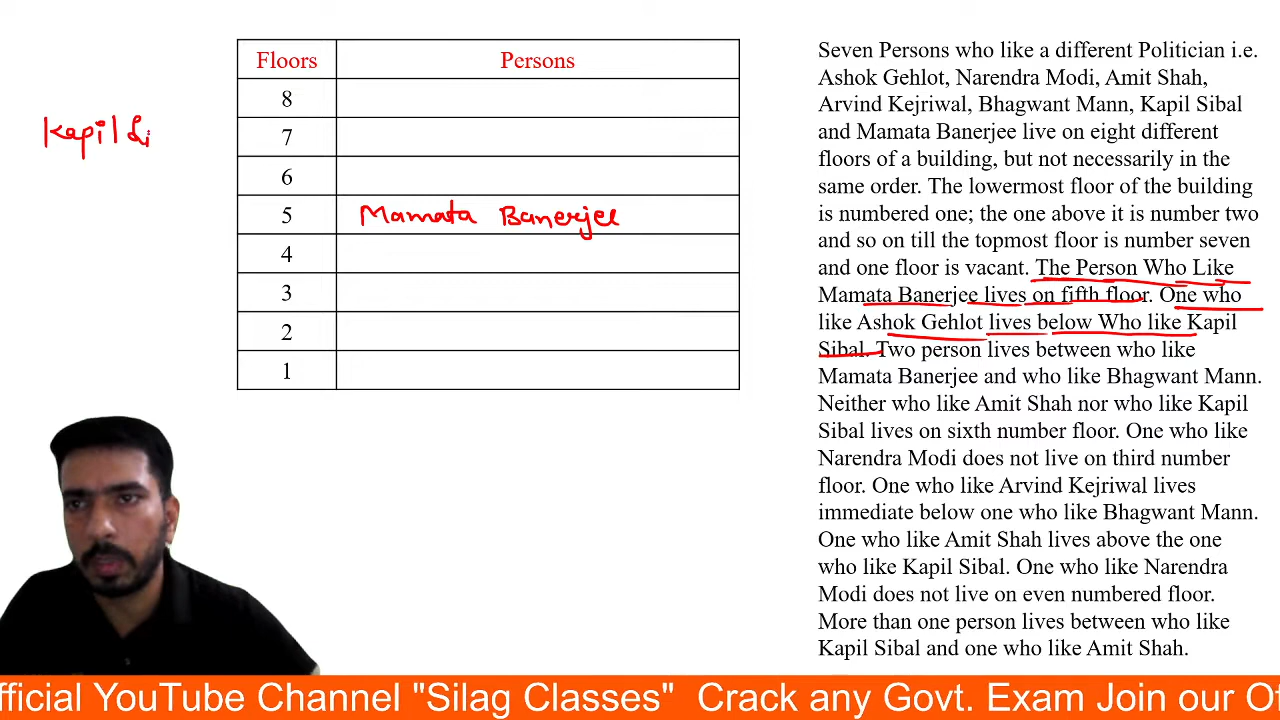 Floors Persons
8
7
6
5 Mamata Banerjee
4
3
2
1
Kapil Si
Seven Persons who like a different Politician i.e.
Ashok Gehlot, Narendra Modi, Amit Shah,
Arvind Kejriwal, Bhagwant Mann, Kapil Sibal
and Mamata Banerjee live on eight different
floors of a building, but not necessarily in the
same order. The lowermost floor of the building
is numbered one; the one above it is number two
and so on till the topmost floor is number seven
and one floor is vacant. The Person Who Like
Mamata Banerjee lives on fifth floor. One who
like Ashok Gehlot lives below Who like Kapil
Sibal. Two person lives between who like
Mamata Banerjee and who like Bhagwant Mann.
Neither who like Amit Shah nor who like Kapil
Sibal lives on sixth number floor. One who like
Narendra Modi does not live on third number
floor. One who like Arvind Kejriwal lives
immediate below one who like Bhagwant Mann.
One who like Amit Shah lives above the one
who like Kapil Sibal. One who like Narendra
Modi does not live on even numbered floor.
More than one person lives between who like
Kapil Sibal and one who like Amit Shah.
fficial YouTube Channel "Silag Classes" Crack any Govt. Exam Join our Of